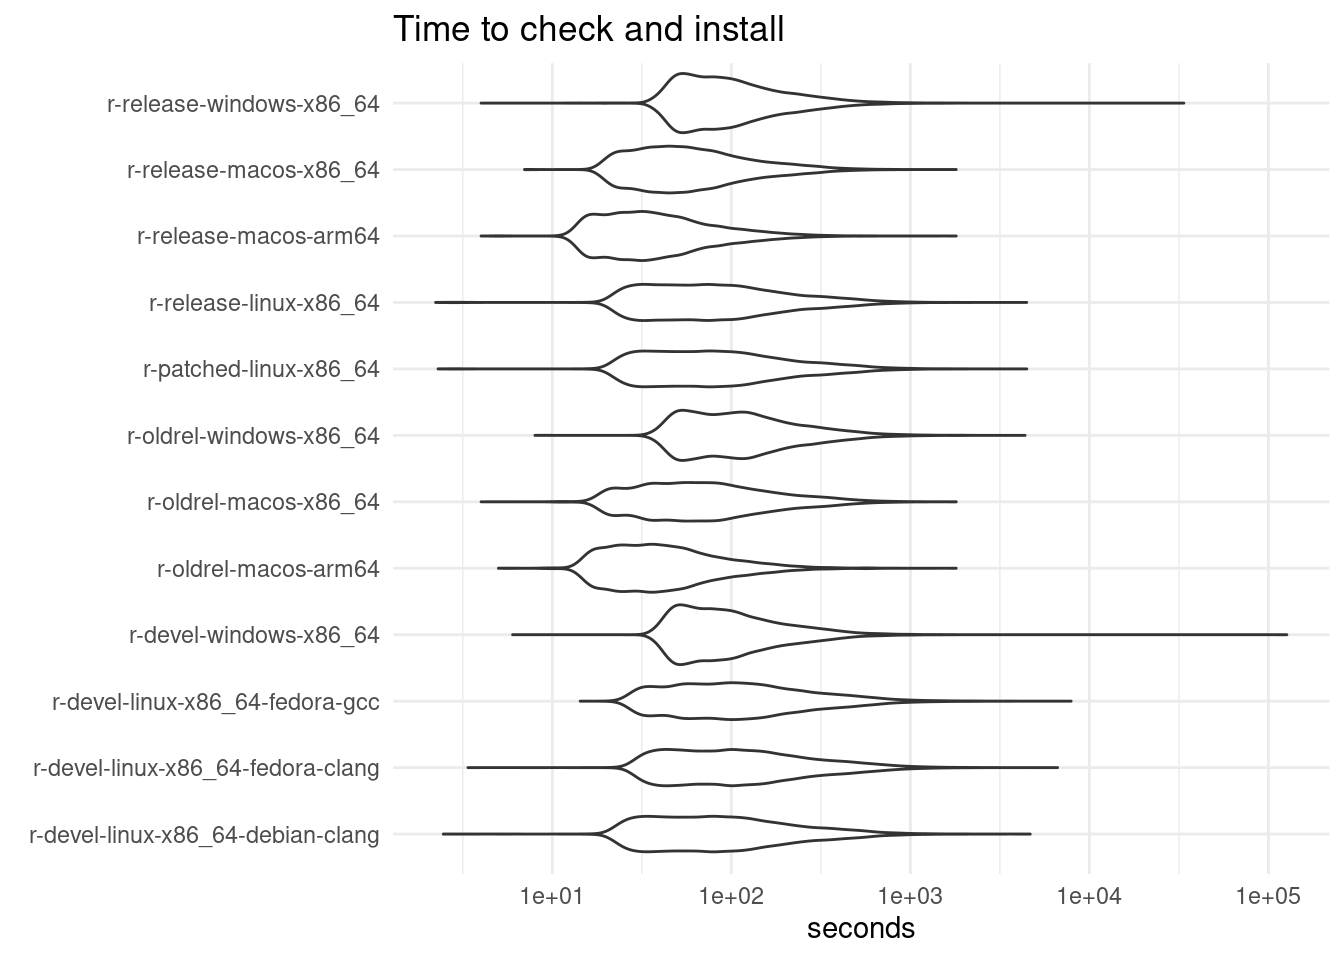 Time to check and install
r-release-windows-x86_64
r-release-macos-x86_64
r-release-macos-arm64
r-release-linux-x86_64
r-patched-linux-x86_64
r-oldrel-windows-x86_64
r-oldrel-macos-x86_64
r-oldrel-macos-arm64
r-devel-windows-x86_64
r-devel-linux-x86_64-fedora-gcc
r-devel-linux-x86_64-fedora-clang
r-devel-linux-x86_64-debian-clang
1e+01 1e+02 1e+03 1e+04 1e+05
seconds